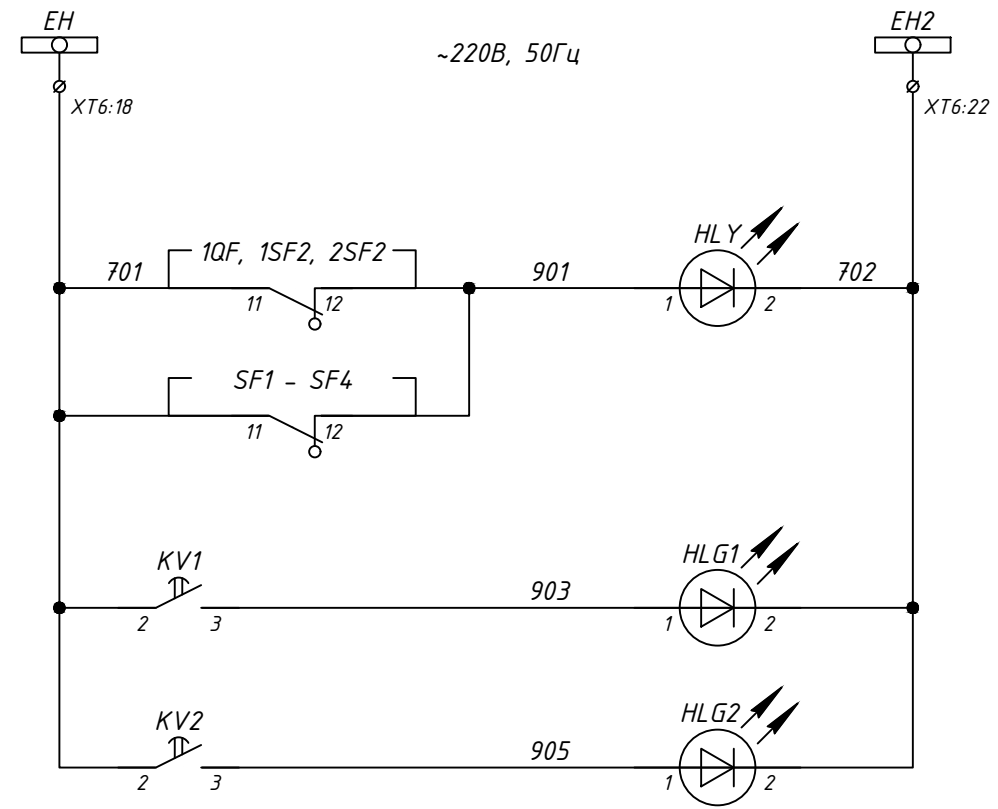 EH
EH2
~220В, 50Гц
XT6:18
XT6:22
701
1QF, 1SF2, 2SF2
901
HLY
702
11
12
1
2
SF1 - SF4
11
12
KV1
903
HLG1
2
3
1
2
KV2
905
HLG2
2
3
1
2